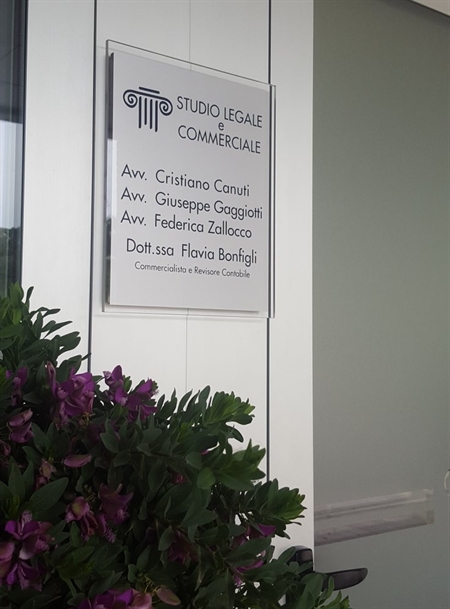 STUDIO LEGALE
e
COMMERCIALE
Avv. Cristiano Canuti
Avv. Giuseppe Gaggiotti
Avv. Federica Zallocco
Dott.ssa Flavia Bonfigli
Commercialista e Revisore Contabile